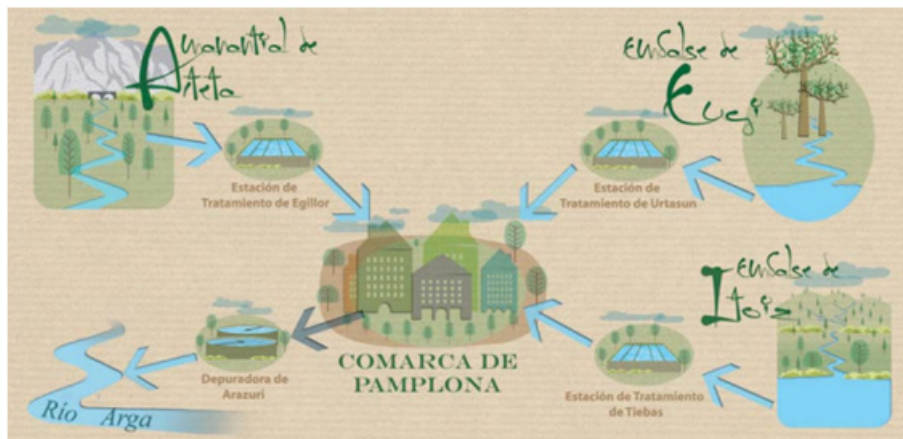 Manantial de
Arteta
Embalse de
Eugi
Estación de
Tratamiento de Egillor
Estación de
Tratamiento de Urtasun
Embalse de
Itoiz
COMARCA DE
PAMPLONA
Depuradora de
Arazuri
Estación de Tratamiento
de Tiebas
Río Arga